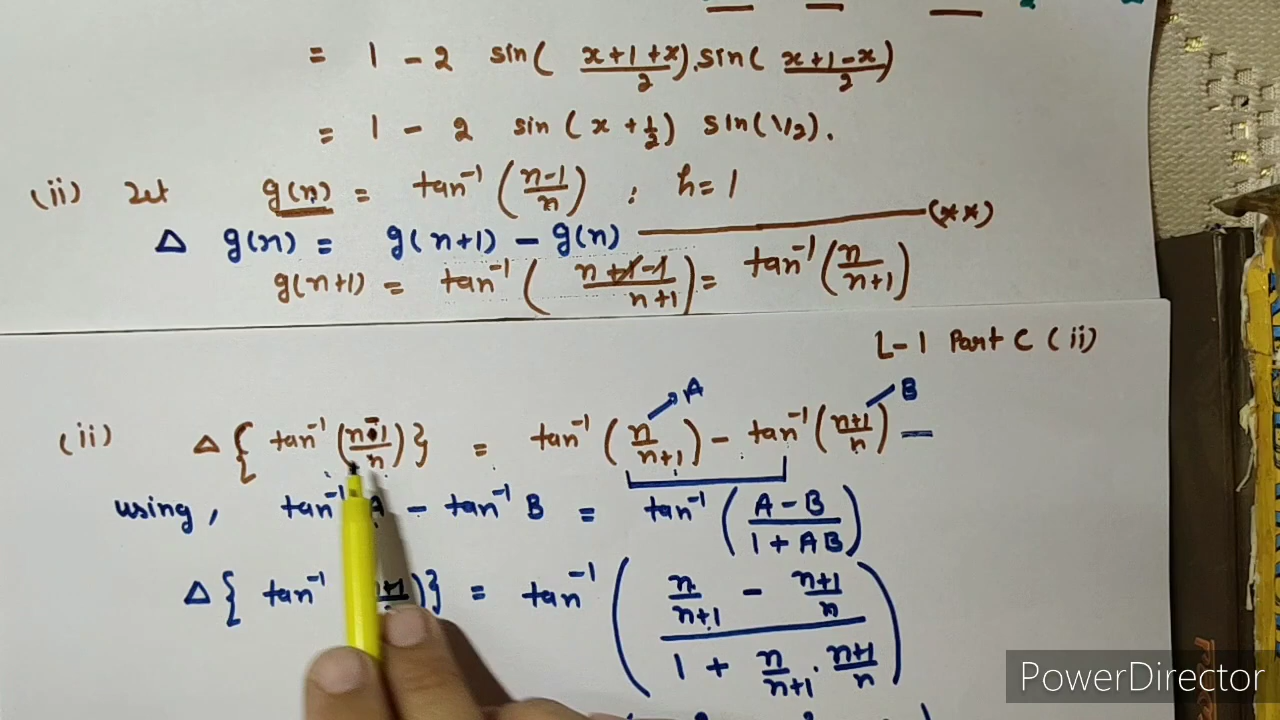 = 1 - 2 sin( (x+1+x)/2 ). sin( (x+1-x)/2 )
= 1 - 2 sin( x + 1/2 ) sin(1/2).
(ii) Let g(n) = tan⁻¹ ( (n-1)/n ) ; h=1
Δ g(n) = g(n+1) - g(n) (**)
g(n+1) = tan⁻¹ ( (n+1-1)/(n+1) ) = tan⁻¹ ( n/(n+1) )
L-1 Part C (ii)
A B
(ii) Δ { tan⁻¹ ( (n-1)/n ) } = tan⁻¹ ( n/(n+1) ) - tan⁻¹ ( (n+1)/n )
using, tan⁻¹ A - tan⁻¹ B = tan⁻¹ ( (A-B)/(1+AB) )
Δ { tan⁻¹ } = tan⁻¹ ( ( n/(n+1) - (n+1)/n ) / ( 1 + n/(n+1) . (n+1)/n ) )
PowerDirector